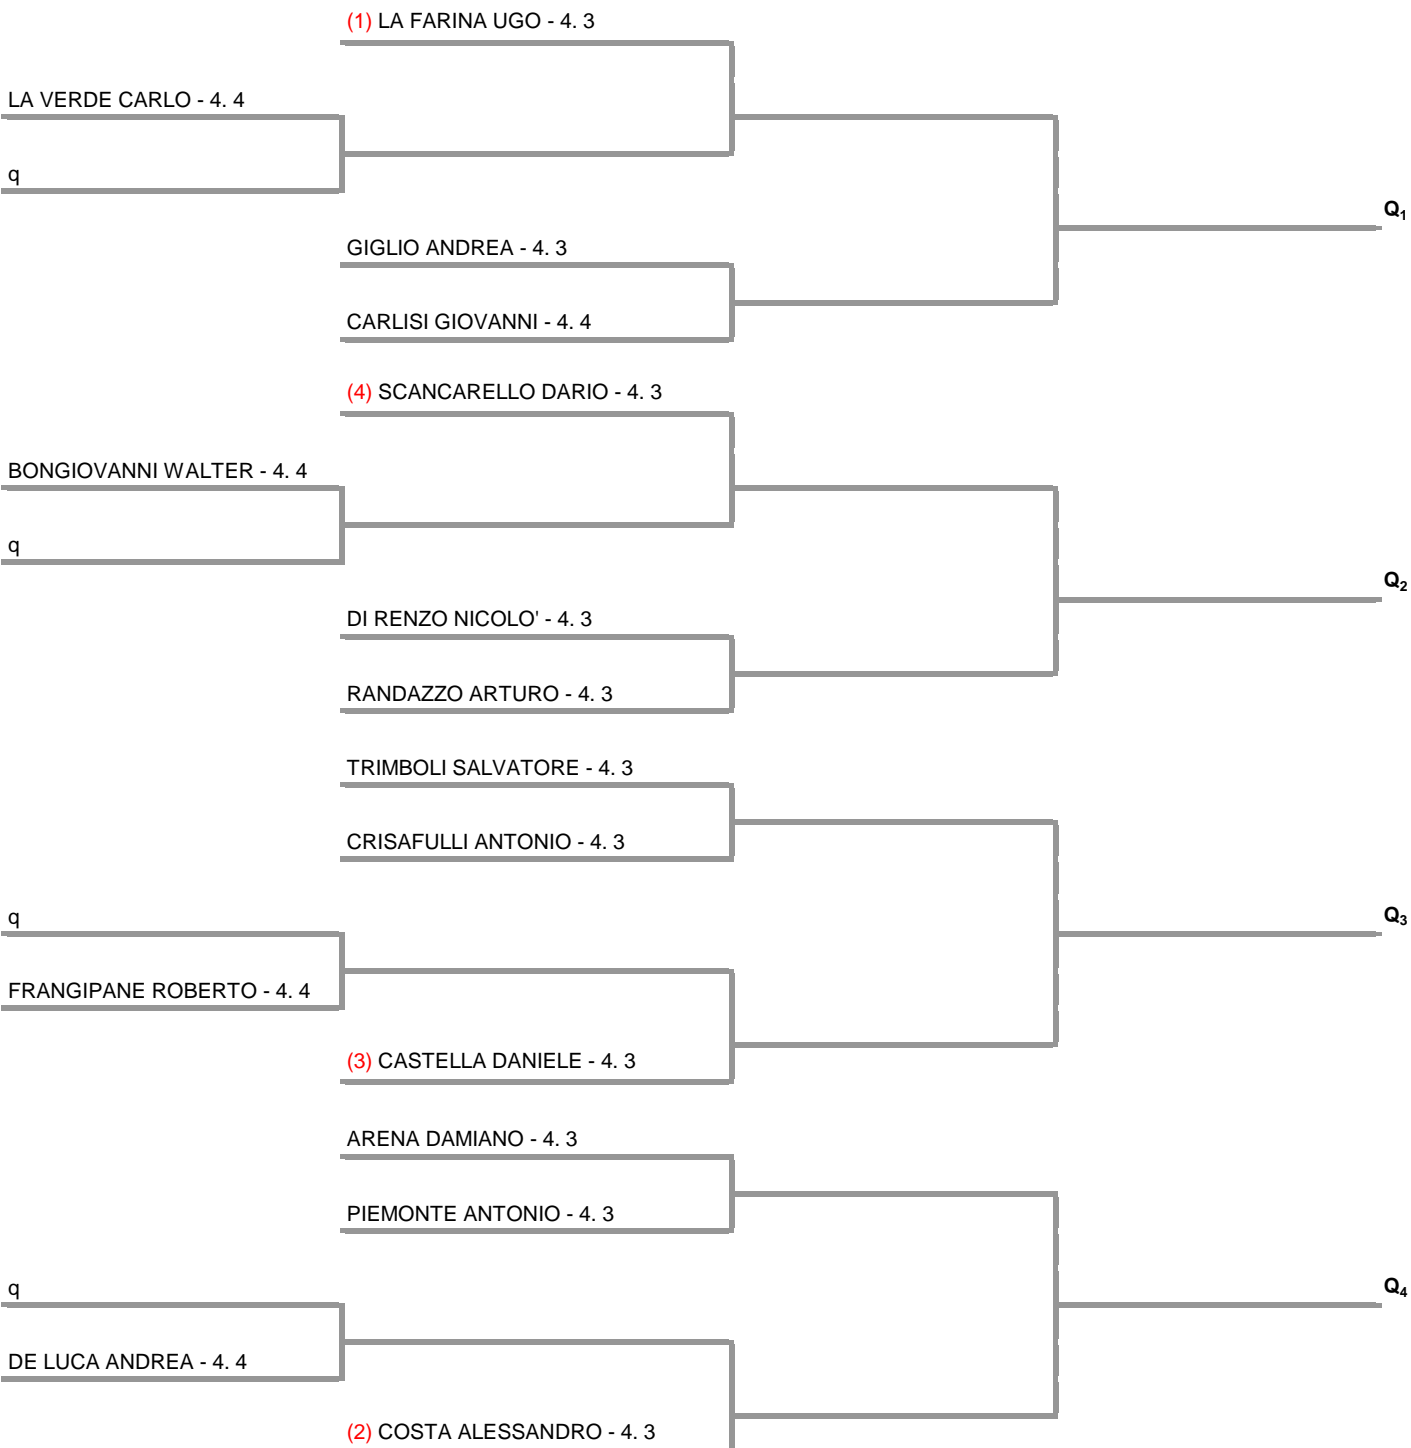 (1) LA FARINA UGO - 4. 3
LA VERDE CARLO - 4. 4
q
Q1
GIGLIO ANDREA - 4. 3
CARLISI GIOVANNI - 4. 4
(4) SCANCARELLO DARIO - 4. 3
BONGIOVANNI WALTER - 4. 4
q
Q2
DI RENZO NICOLO' - 4. 3
RANDAZZO ARTURO - 4. 3
TRIMBOLI SALVATORE - 4. 3
CRISAFULLI ANTONIO - 4. 3
q
Q3
FRANGIPANE ROBERTO - 4. 4
(3) CASTELLA DANIELE - 4. 3
ARENA DAMIANO - 4. 3
PIEMONTE ANTONIO - 4. 3
q
Q4
DE LUCA ANDREA - 4. 4
(2) COSTA ALESSANDRO - 4. 3